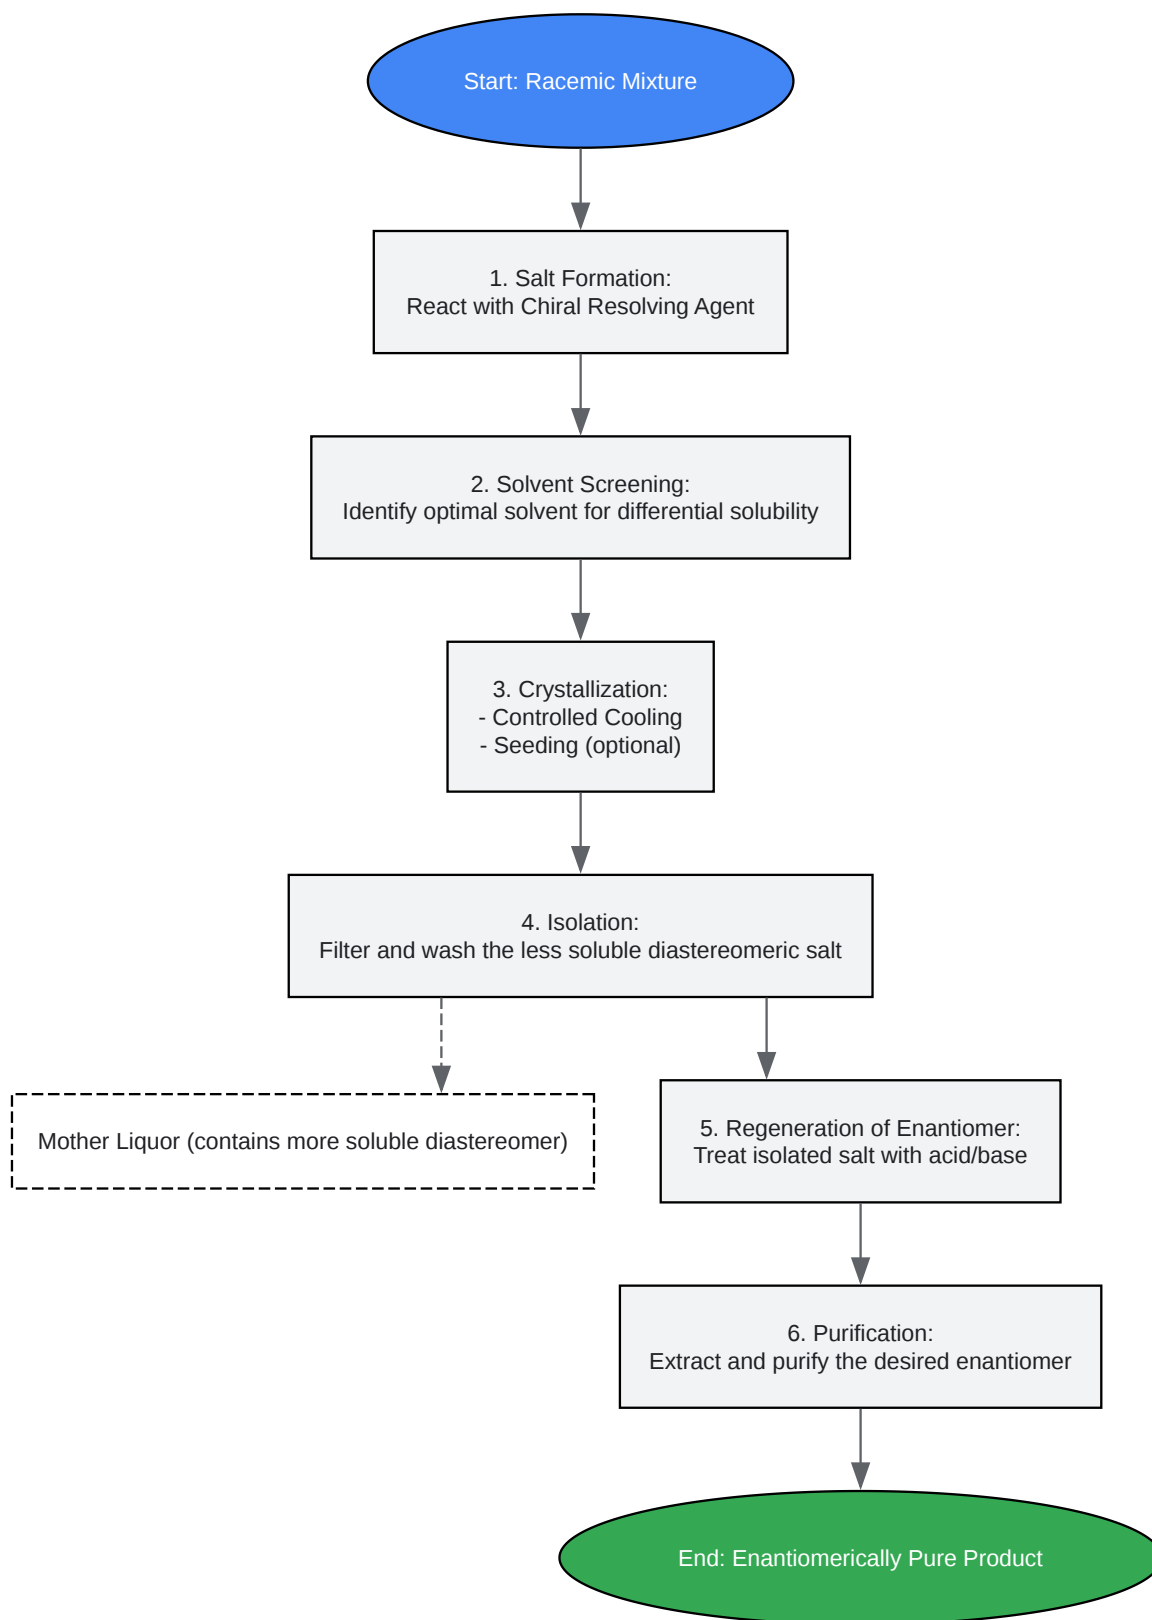 Start: Racemic Mixture
1. Salt Formation:
React with Chiral Resolving Agent
2. Solvent Screening:
Identify optimal solvent for differential solubility
3. Crystallization:
- Controlled Cooling
- Seeding (optional)
4. Isolation:
Filter and wash the less soluble diastereomeric salt
Mother Liquor (contains more soluble diastereomer)
5. Regeneration of Enantiomer:
Treat isolated salt with acid/base
6. Purification:
Extract and purify the desired enantiomer
End: Enantiomerically Pure Product